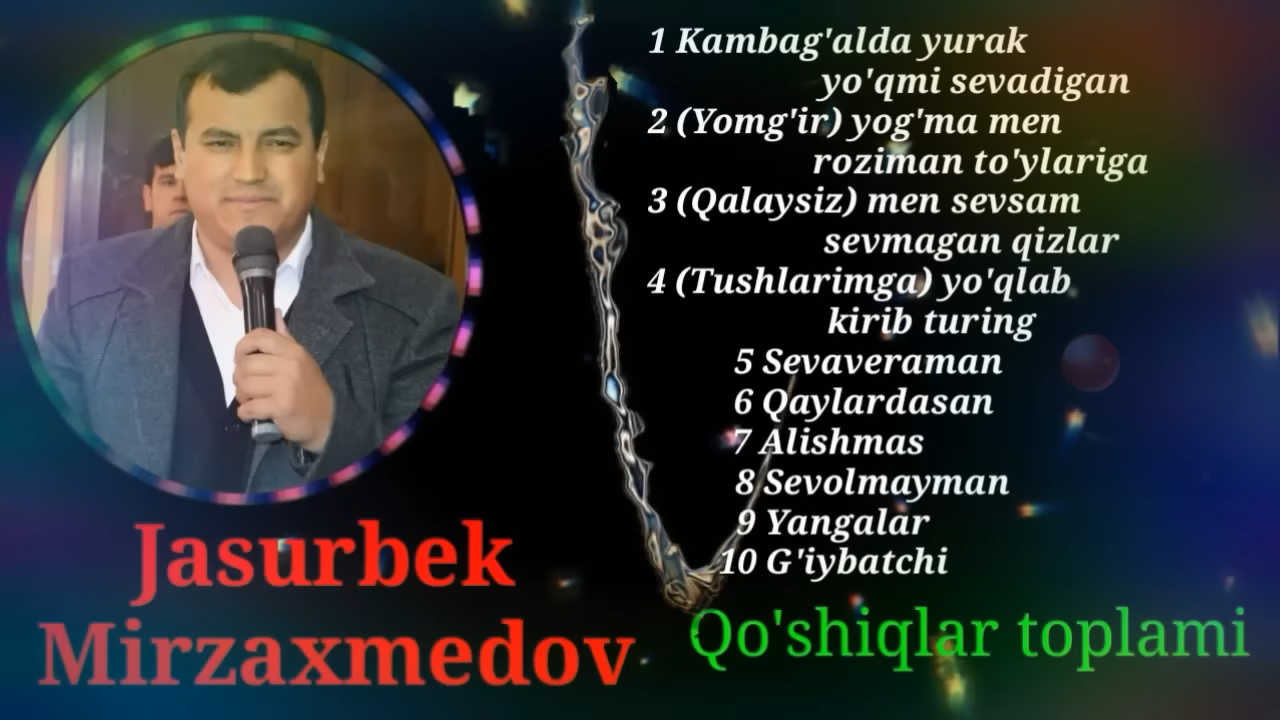 1 Kambag'alda yurak
yo'qmi sevadigan
2 (Yomg'ir) yog'ma men
roziman to'ylariga
3 (Qalaysiz) men sevsam
sevmagan qizlar
4 (Tushlarimga) yo'qlab
kirib turing
5 Sevaveraman
6 Qaylardasan
7 Alishmas
8 Sevolmayman
9 Yangalar
10 G'iybatchi
Jasurbek
Mirzaxmedov
Qo'shiqlar toplami